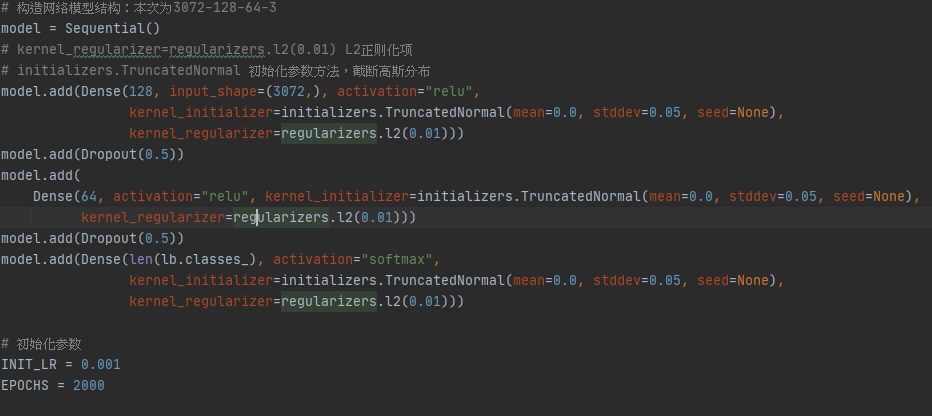 # 构造网络模型结构：本次为3072-128-64-3
model = Sequential()
# kernel_regularizer=regularizers.l2(0.01) L2正则化项
# initializers.TruncatedNormal 初始化参数方法，截断高斯分布
model.add(Dense(128, input_shape=(3072,), activation="relu",
                kernel_initializer=initializers.TruncatedNormal(mean=0.0, stddev=0.05, seed=None),
                kernel_regularizer=regularizers.l2(0.01)))
model.add(Dropout(0.5))
model.add(
    Dense(64, activation="relu", kernel_initializer=initializers.TruncatedNormal(mean=0.0, stddev=0.05, seed=None),
          kernel_regularizer=regularizers.l2(0.01)))
model.add(Dropout(0.5))
model.add(Dense(len(lb.classes_), activation="softmax",
                kernel_initializer=initializers.TruncatedNormal(mean=0.0, stddev=0.05, seed=None),
                kernel_regularizer=regularizers.l2(0.01)))
# 初始化参数
INIT_LR = 0.001
EPOCHS = 2000